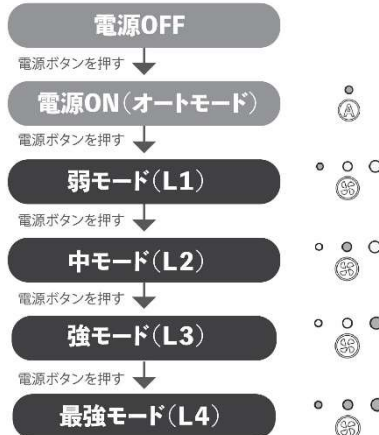 電源OFF
電源ボタンを押す
電源ON(オートモード)
A
電源ボタンを押す
弱モード(L1)
電源ボタンを押す
中モード(L2)
電源ボタンを押す
強モード(L3)
電源ボタンを押す
最強モード(L4)